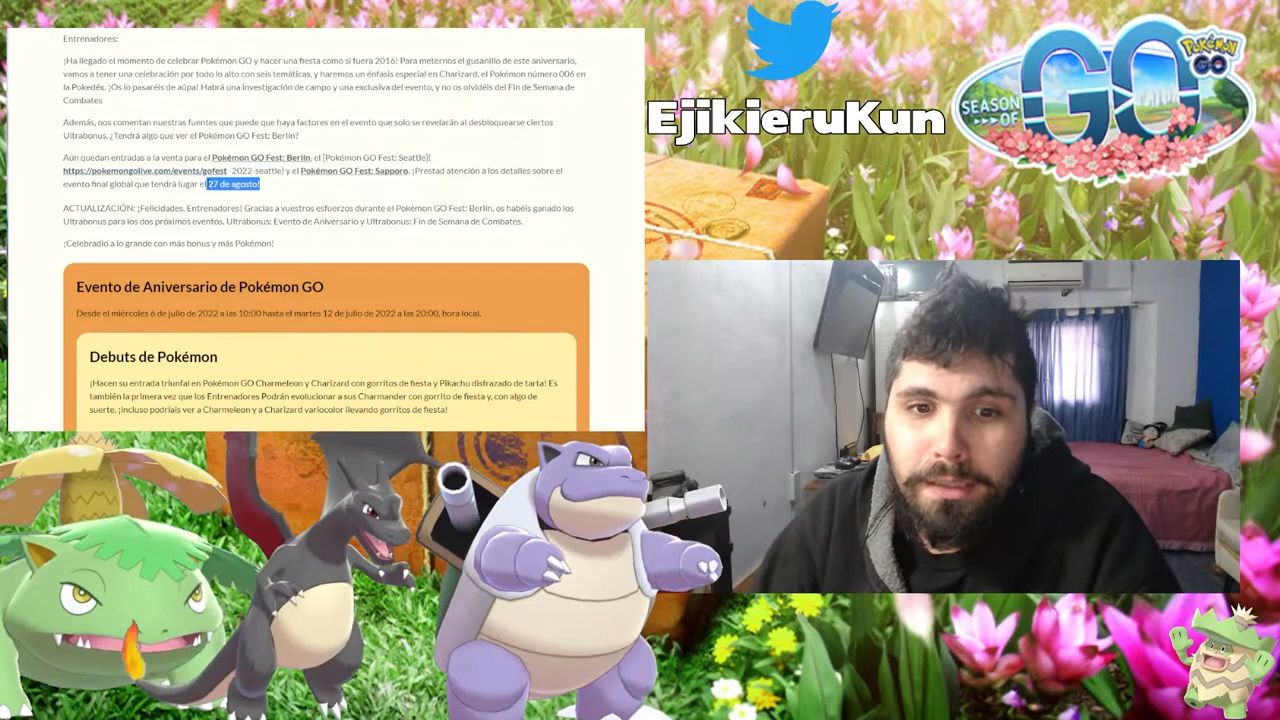 Entrenadores:
¡Ha llegado el momento de celebrar Pokémon GO y hacer una fiesta como si fuera 2016! Para meternos el gusanillo de este aniversario,
vamos a tener una celebración por todo lo alto con seis temáticas, y haremos un énfasis especial en Charizard, el Pokémon número 006 en
la Pokedéx. ¡Os lo pasaréis de aúpa! Habrá una investigación de campo y una exclusiva del evento, y no os olvidéis del Fin de Semana de
Combates
Además, nos comentan nuestras fuentes que puede que haya factores en el evento que solo se revelarán al desbloquearse ciertos
Ultrabonus. ¿Tendrá algo que ver el Pokémon GO Fest: Berlín?
Aún quedan entradas a la venta para el Pokémon GO Fest: Berlín, el [Pokémon GO Fest: Seattle](
https://pokemongolive.com/events/gofest -2022-seattle) y el Pokémon GO Fest: Sapporo. ¡Prestad atención a los detalles sobre el
evento final global que tendrá lugar el 27 de agosto!
ACTUALIZACIÓN: ¡Felicidades, Entrenadores! Gracias a vuestros esfuerzos durante el Pokémon GO Fest: Berlín, os habéis ganado los
Ultrabonus para los dos próximos eventos. Ultrabonus: Evento de Aniversario y Ultrabonus: Fin de Semana de Combates.
¡Celebradlo a lo grande con más bonus y más Pokémon!
Evento de Aniversario de Pokémon GO
Desde el miércoles 6 de julio de 2022 a las 10:00 hasta el martes 12 de julio de 2022 a las 20:00, hora local.
Debuts de Pokémon
¡Hacen su entrada triunfal en Pokémon GO Charmeleon y Charizard con gorritos de fiesta y Pikachu disfrazado de tarta! Es
también la primera vez que los Entrenadores Podrán evolucionar a sus Charmander con gorrito de fiesta y, con algo de
suerte, ¡incluso podríais ver a Charmeleon y a Charizard variocolor llevando gorritos de fiesta!
EjikieruKun
SEASON
OF
GO
POKÉMON
GO